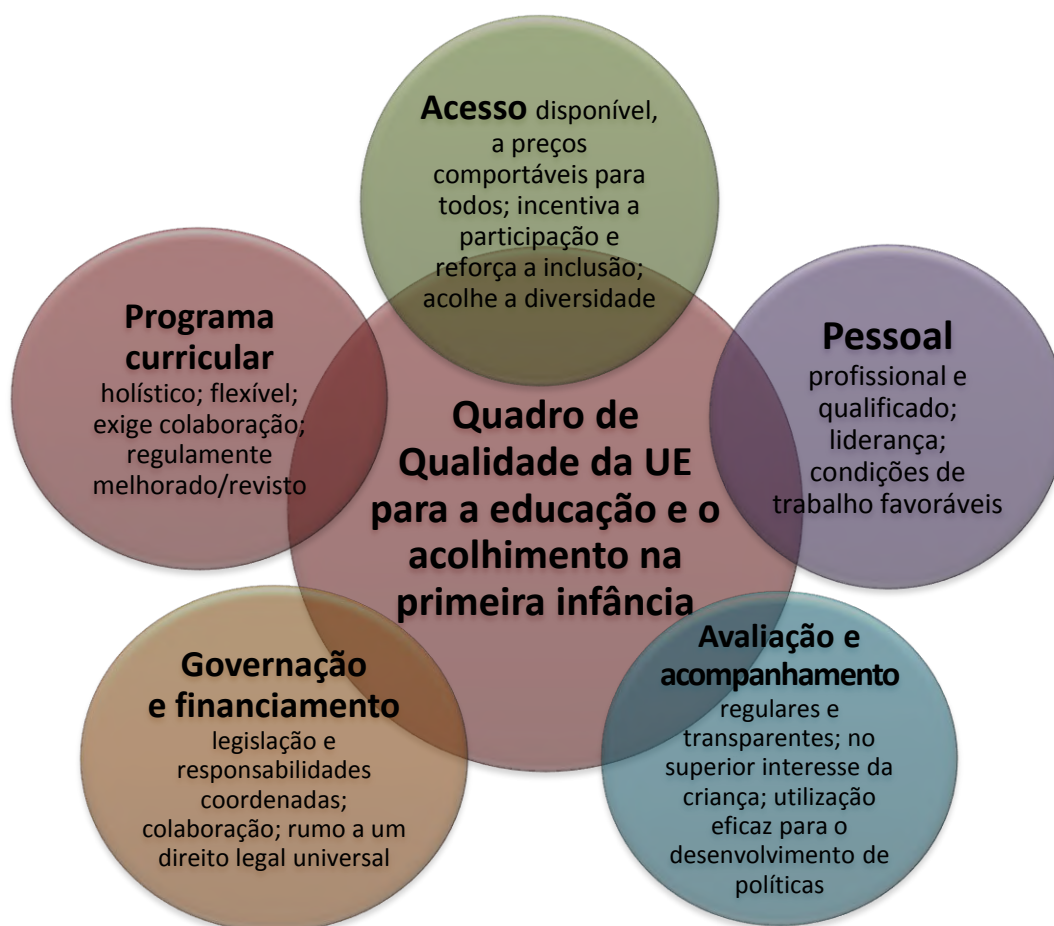 Acesso disponível,
a preços
comportáveis para
todos; incentiva a
participação e
reforça a inclusão;
acolhe a diversidade
Programa
curricular
holístico; flexível;
exige colaboração;
regulamente
melhorado/revisto
Quadro de
Qualidade da UE
para a educação e o
acolhimento na
primeira infância
Pessoal
profissional e
qualificado;
liderança;
condições de
trabalho favoráveis
Governação
e financiamento
legislação e
responsabilidades
coordenadas;
colaboração; rumo a um
direito legal universal
Avaliação e
acompanhamento
regulares e
transparentes; no
superior interesse da
criança; utilização
eficaz para o
desenvolvimento de
políticas